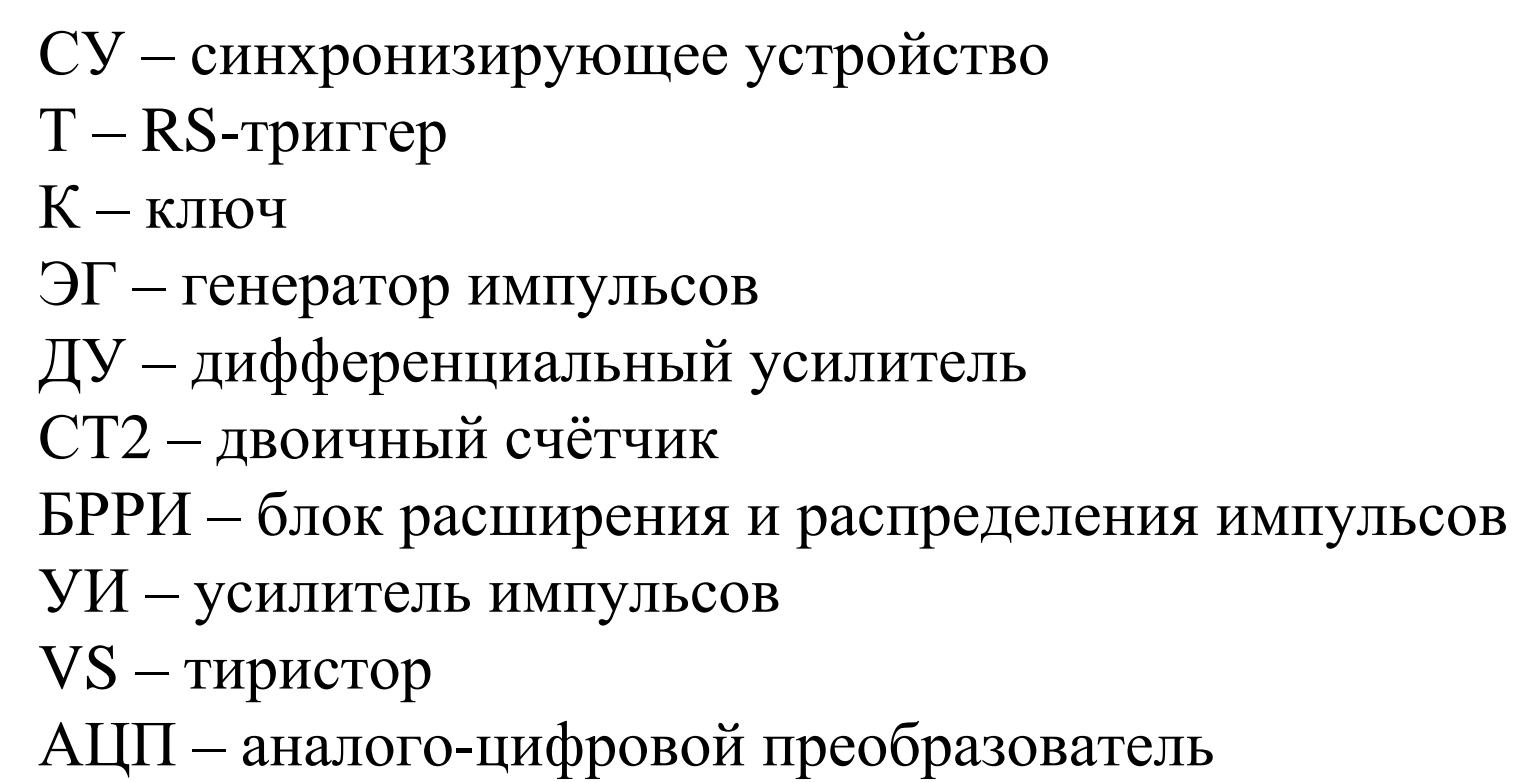 СУ – синхронизирующее устройство
Т – RS-триггер
К – ключ
ЭГ – генератор импульсов
ДУ – дифференциальный усилитель
СТ2 – двоичный счётчик
БРРИ – блок расширения и распределения импульсов
УИ – усилитель импульсов
VS – тиристор
АЦП – аналого-цифровой преобразователь